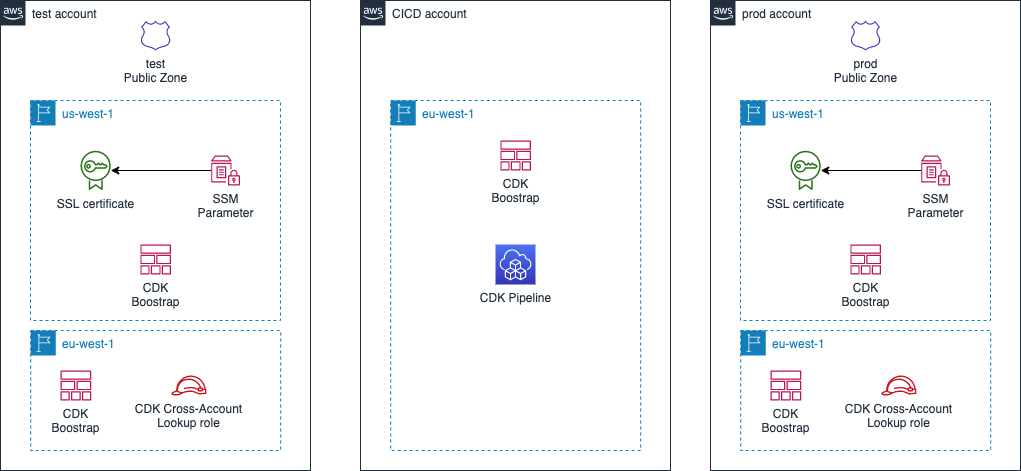 aws test account
test
Public Zone
us-west-1
SSL certificate
SSM
Parameter
CDK
Boostrap
eu-west-1
CDK
Boostrap
CDK Cross-Account
Lookup role
aws CICD account
eu-west-1
CDK
Boostrap
CDK Pipeline
aws prod account
prod
Public Zone
us-west-1
SSL certificate
SSM
Parameter
CDK
Boostrap
eu-west-1
CDK
Boostrap
CDK Cross-Account
Lookup role